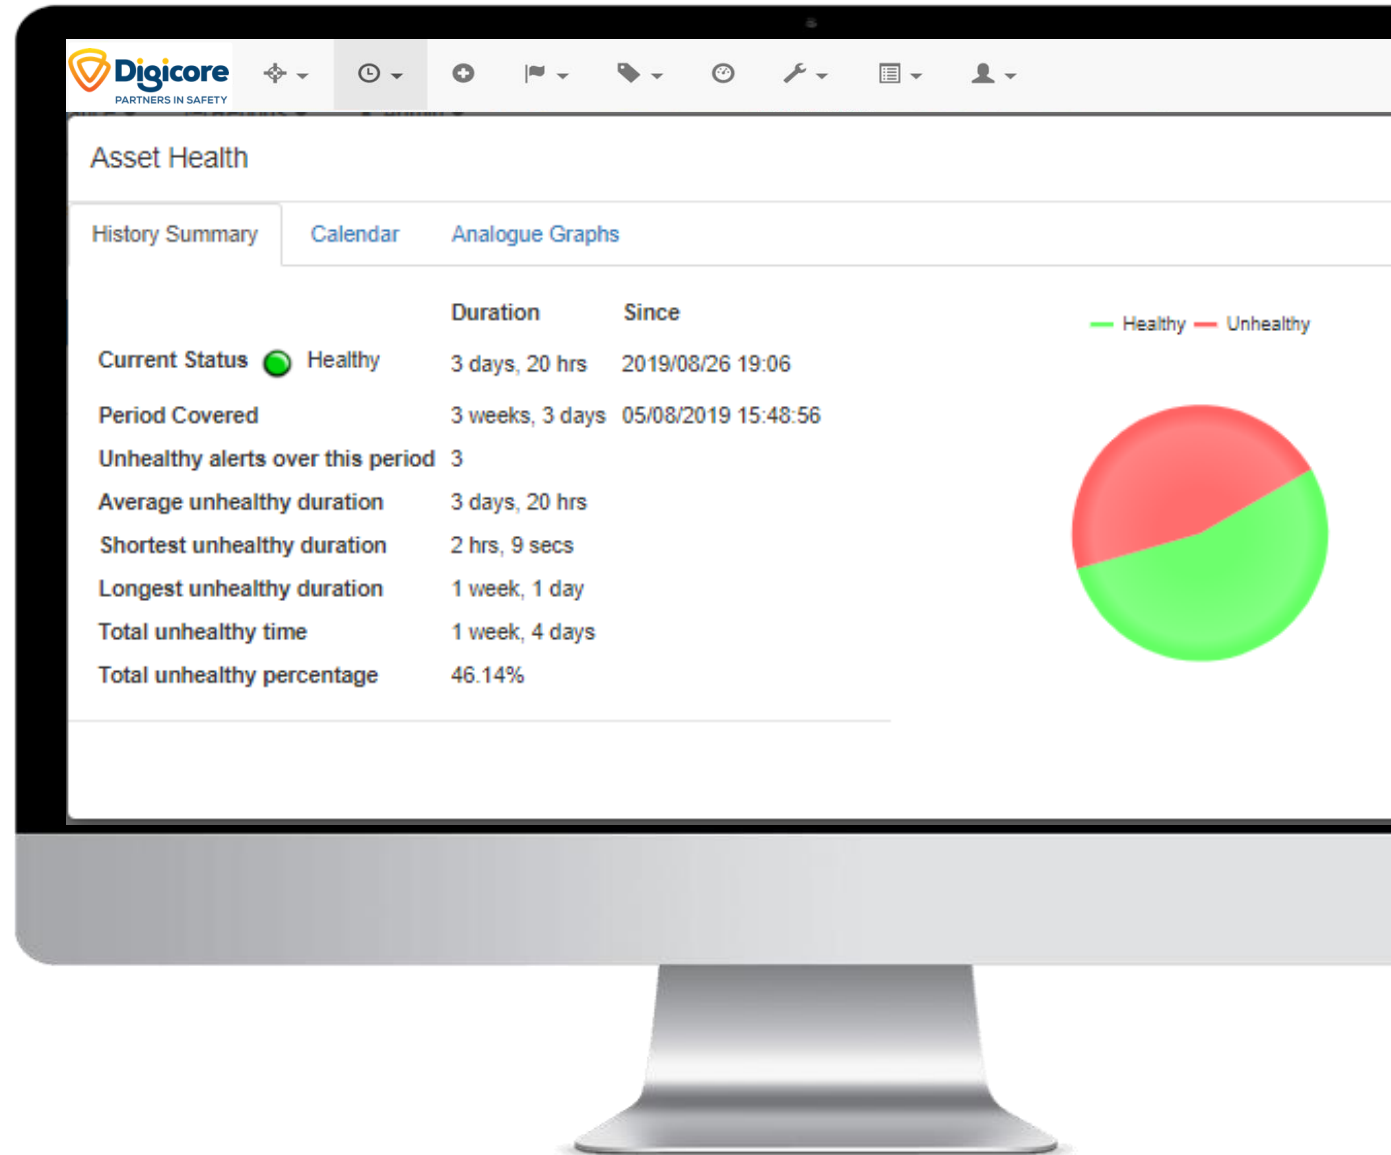 Digicore
PARTNERS IN SAFETY
Asset Health
History Summary Calendar Analogue Graphs
Duration Since
Healthy Unhealthy
Current Status Healthy 3 days, 20 hrs 2019/08/26 19:06
Period Covered 3 weeks, 3 days 05/08/2019 15:48:56
Unhealthy alerts over this period 3
Average unhealthy duration 3 days, 20 hrs
Shortest unhealthy duration 2 hrs, 9 secs
Longest unhealthy duration 1 week, 1 day
Total unhealthy time 1 week, 4 days
Total unhealthy percentage 46.14%